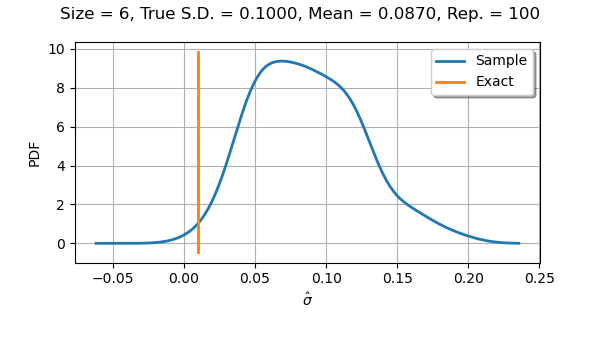 Size = 6, True S.D. = 0.1000, Mean = 0.0870, Rep. = 100
10
8
6
4
2
0
PDF
Sample
Exact
−0.05
0.00
0.05
0.10
0.15
0.20
0.25
σ̂